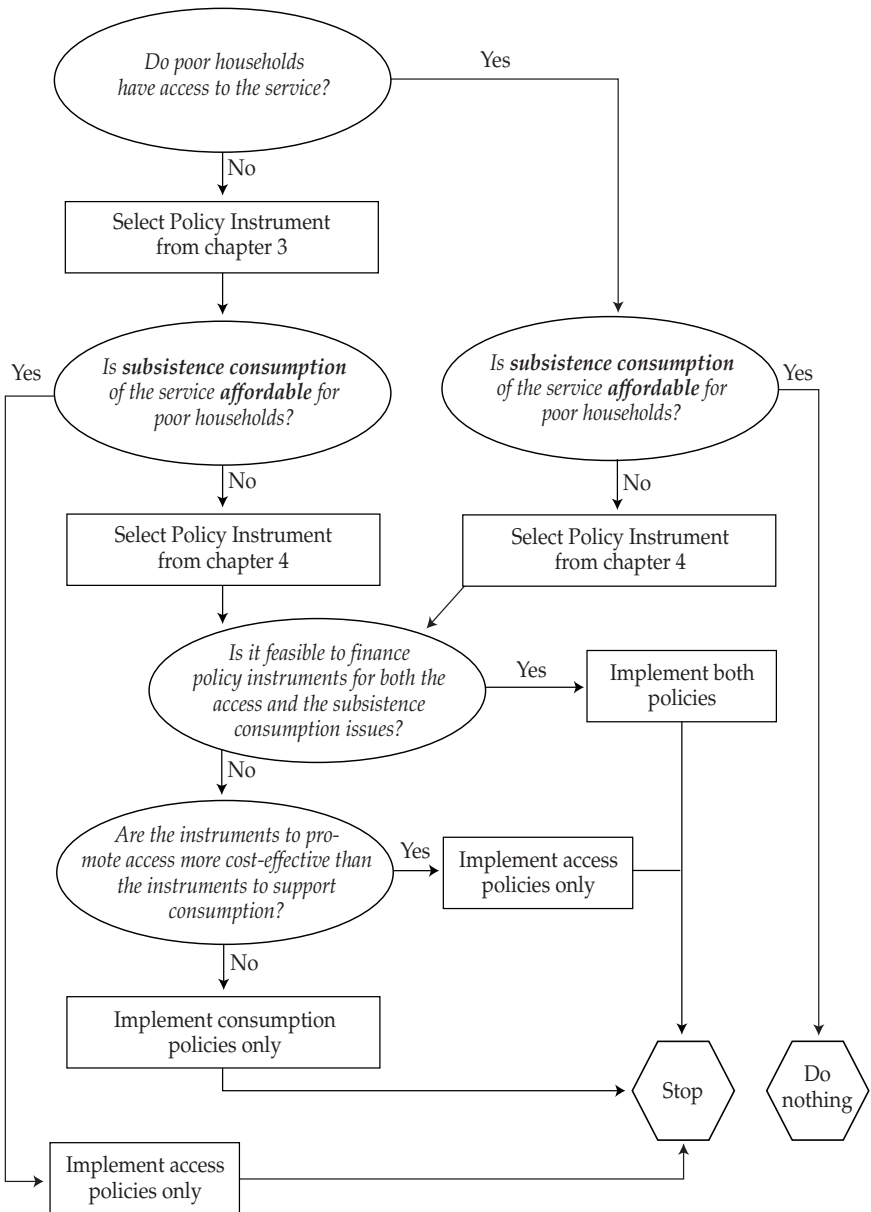 Do poor households
have access to the service?
Yes
No
Select Policy Instrument
from chapter 3
Yes
Is subsistence consumption
of the service affordable for
poor households?
Is subsistence consumption
of the service affordable for
poor households?
Yes
No
No
Select Policy Instrument
from chapter 4
Select Policy Instrument
from chapter 4
Is it feasible to finance
policy instruments for both the
access and the subsistence
consumption issues?
Yes
Implement both
policies
No
Are the instruments to pro-
mote access more cost-effective than
the instruments to support
consumption?
Yes
Implement access
policies only
No
Implement consumption
policies only
Stop
Do
nothing
Implement access
policies only